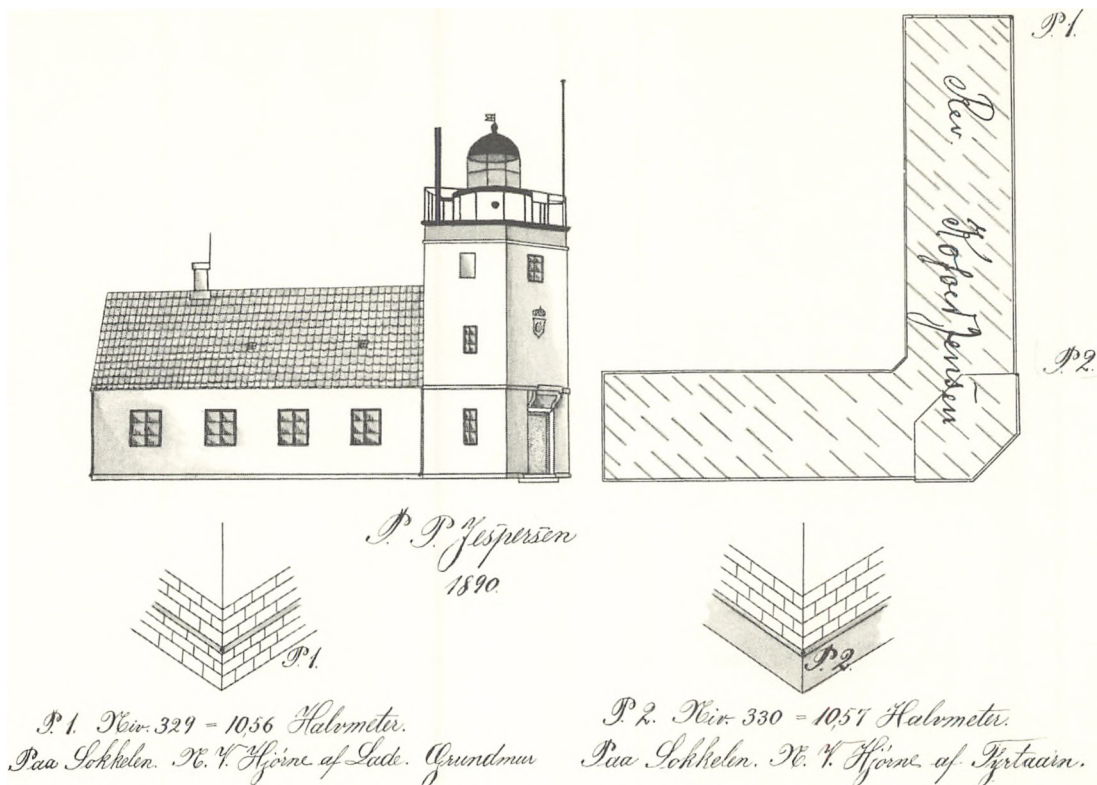 P. 1.
Rev. Kofoed Jensen
P. 2.
P. P. Jespersen
1890.
P. 1.
P. 2.
P. 1. Niv. 329 = 10,56 Halvmeter.
Paa Sokkelen. N. V. Hjørne af Lade. Grundmur
P. 2. Niv. 330 = 10,57 Halvmeter.
Paa Sokkelen. N. V. Hjørne af Fyrtaarn.